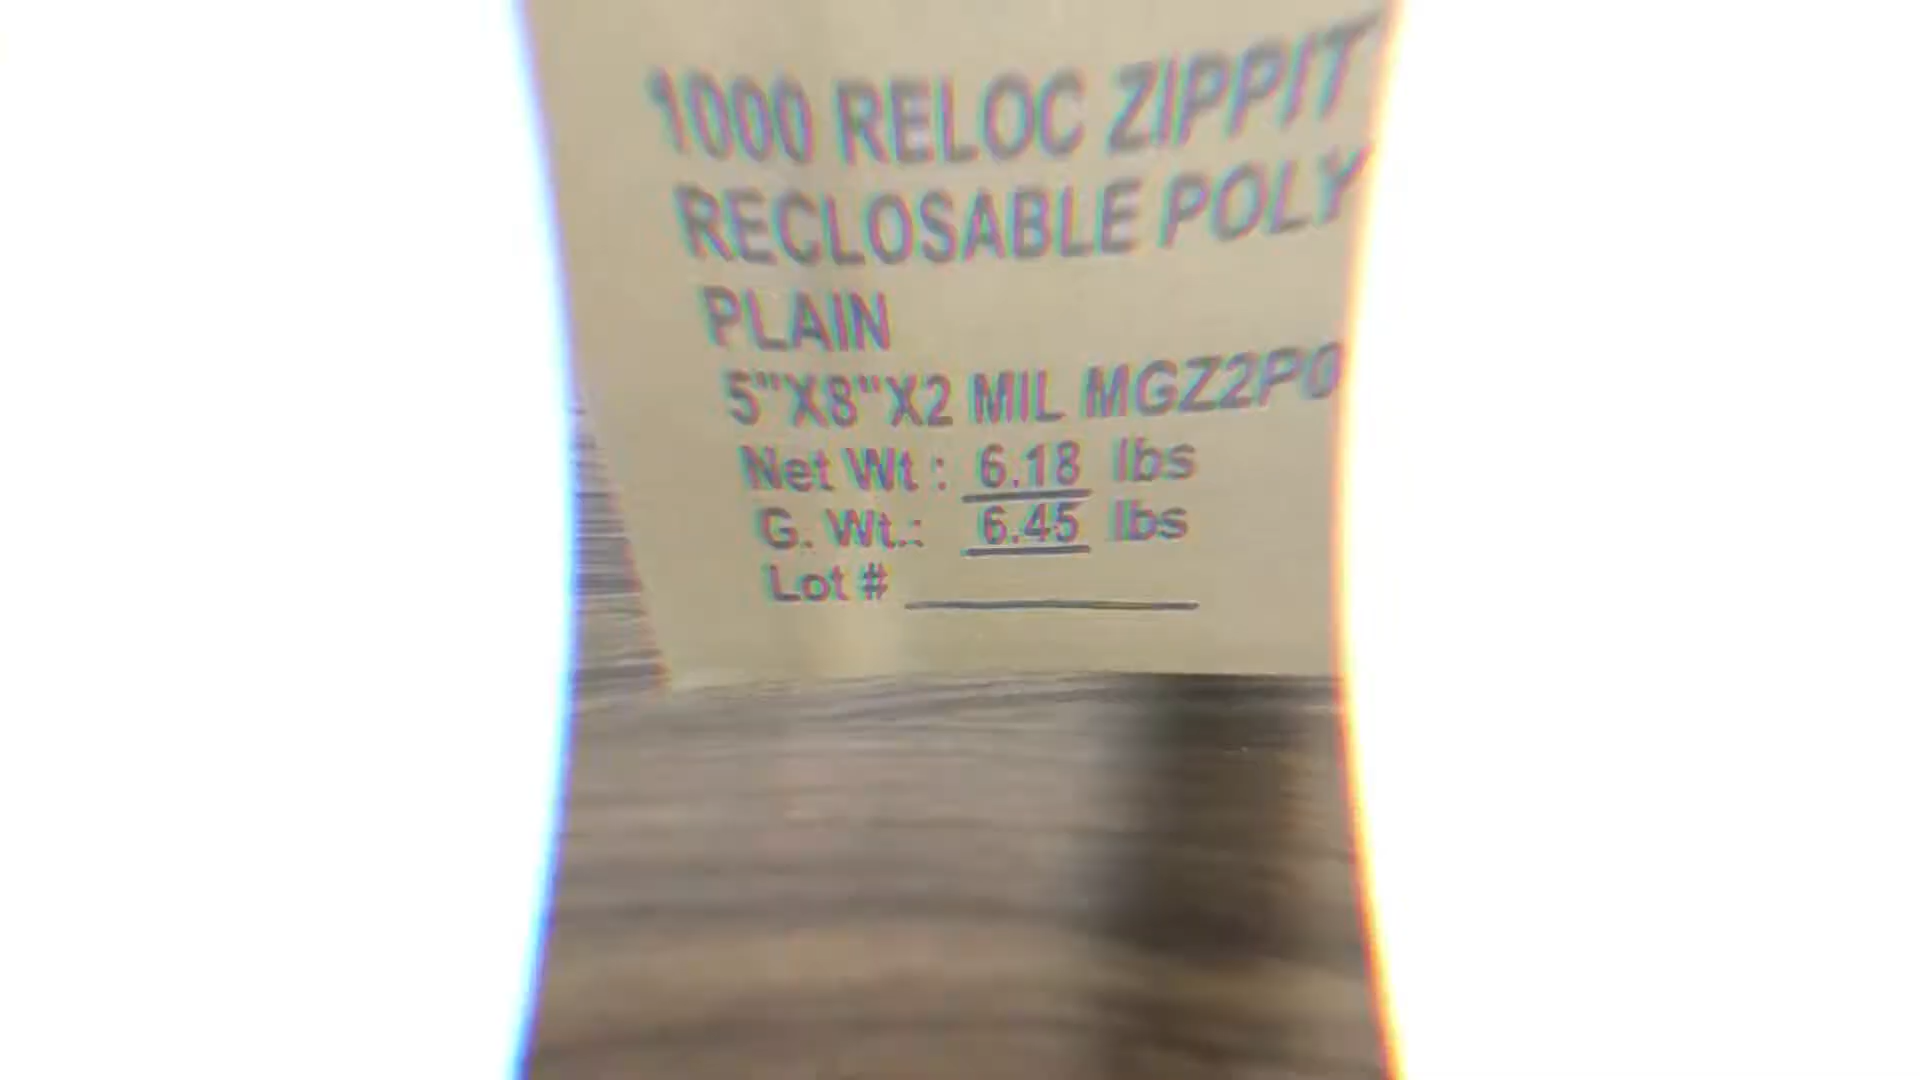 1000 RELOC ZIPPIT
RECLOSABLE POLY
PLAIN
5"X8"X2 MIL MGZ2P0
Net Wt : 6.18 lbs
G. Wt.: 6.45 lbs
Lot #